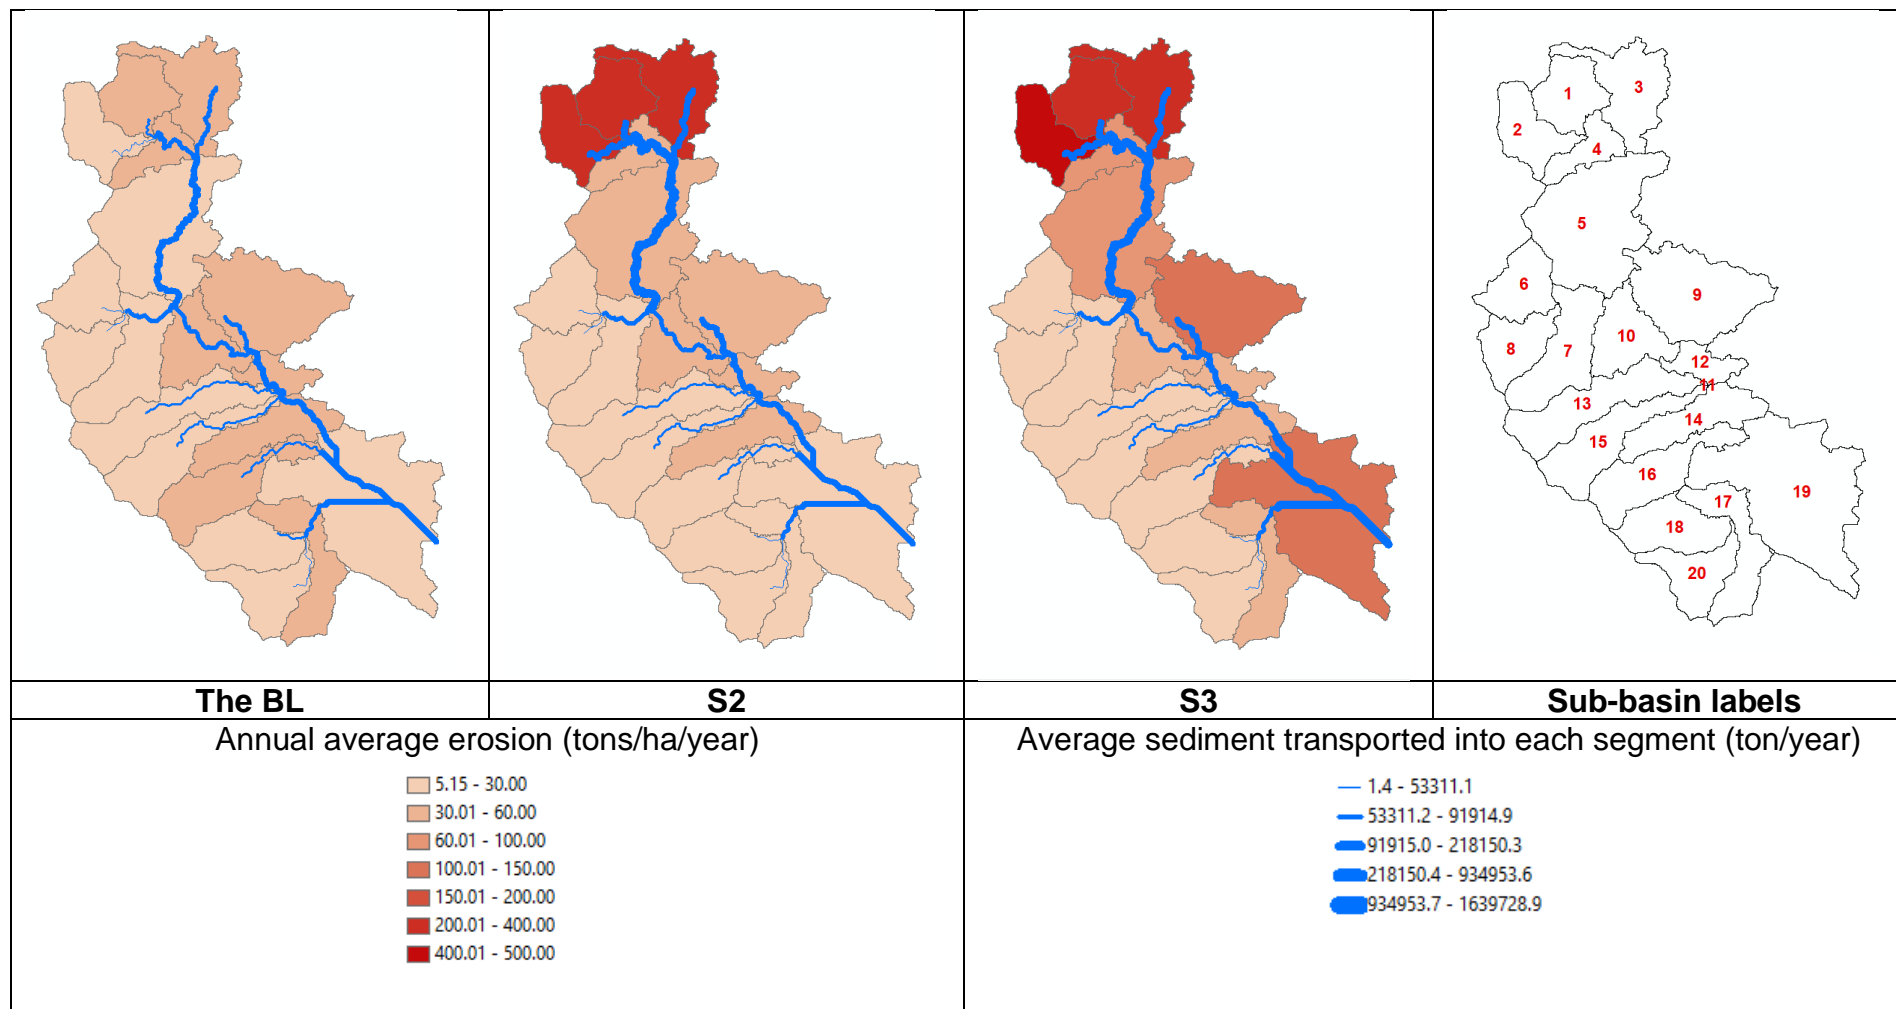 1
3
2
4
5
6
9
10
8
7
12
11
13
14
15
16
17
19
18
20
The BL
S2
S3
Sub-basin labels
Annual average erosion (tons/ha/year)
5.15 - 30.00
30.01 - 60.00
60.01 - 100.00
100.01 - 150.00
150.01 - 200.00
200.01 - 400.00
400.01 - 500.00
Average sediment transported into each segment (ton/year)
1.4 - 53311.1
53311.2 - 91914.9
91915.0 - 218150.3
218150.4 - 934953.6
934953.7 - 1639728.9